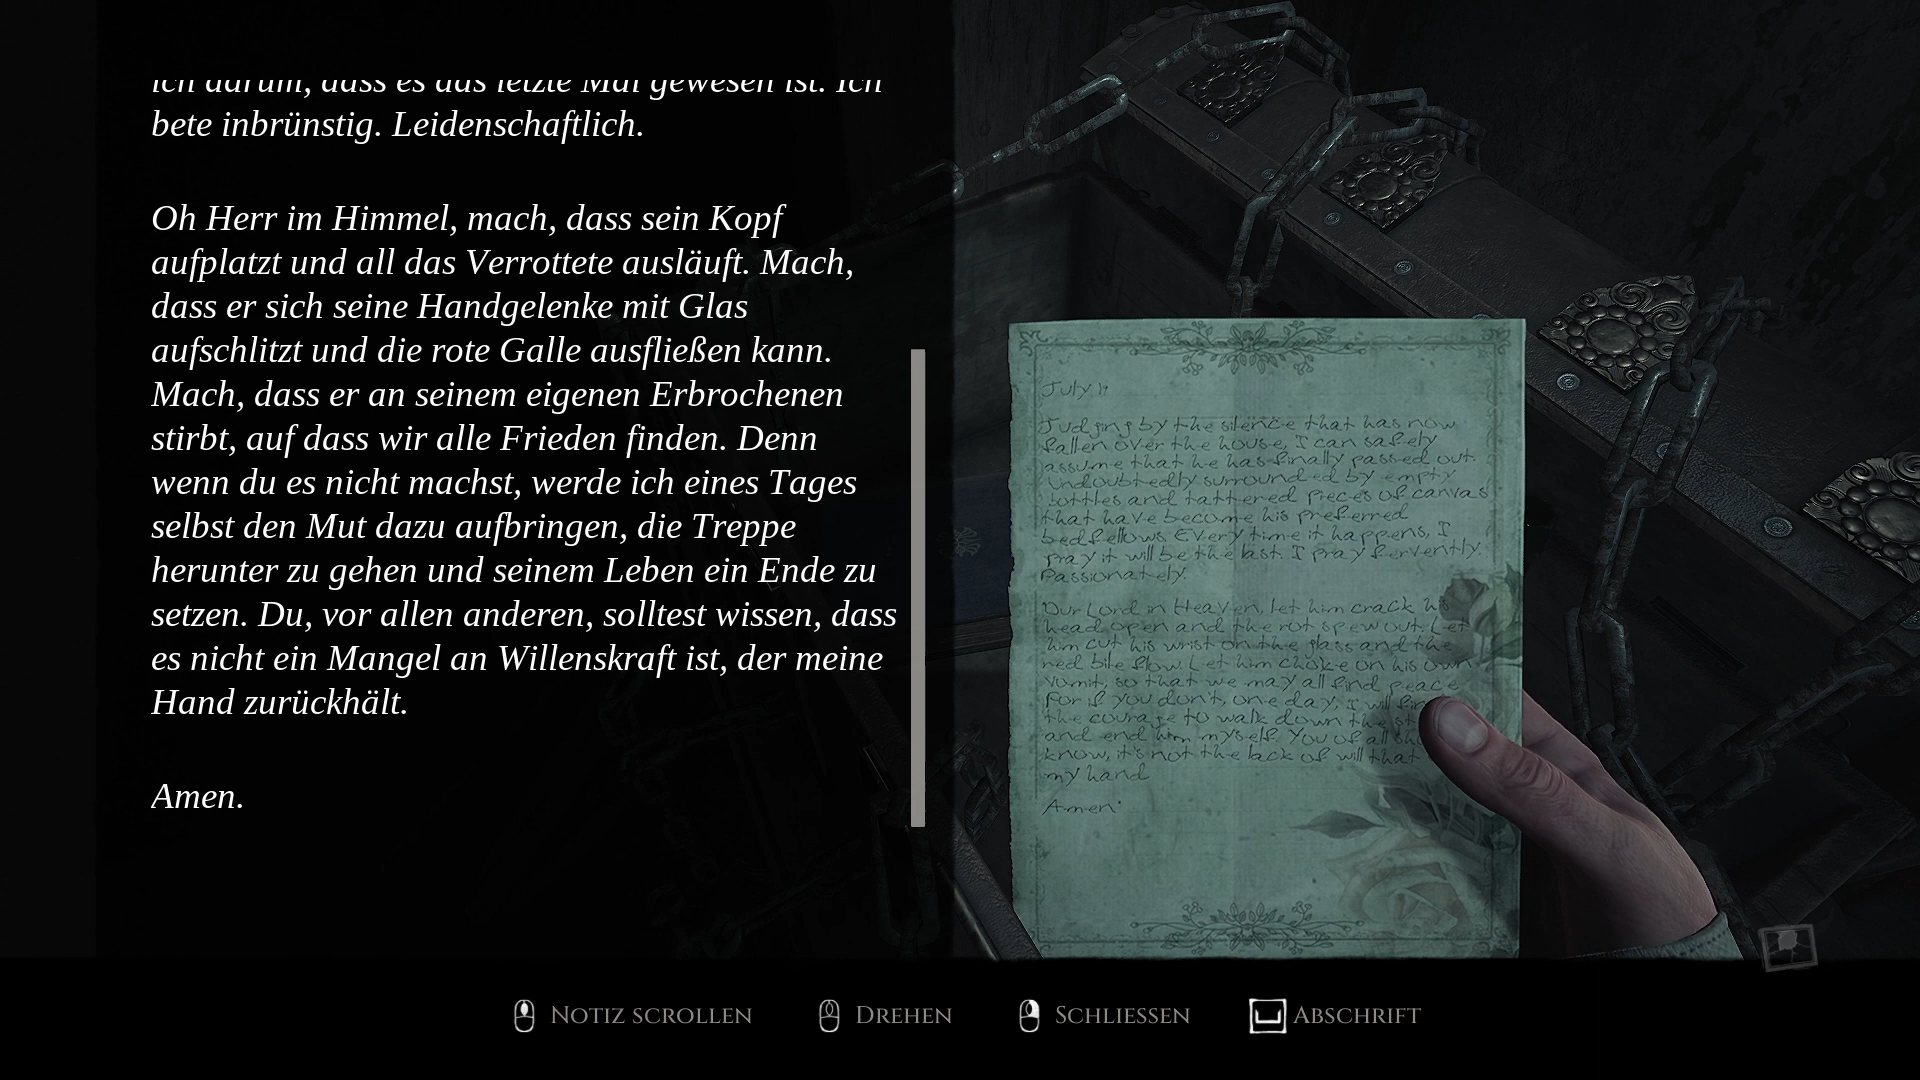 ich darum, dass es das letzte Mal gewesen ist. Ich
bete inbrünstig. Leidenschaftlich.
Oh Herr im Himmel, mach, dass sein Kopf
aufplatzt und all das Verrottete ausläuft. Mach,
dass er sich seine Handgelenke mit Glas
aufschlitzt und die rote Galle ausfließen kann.
Mach, dass er an seinem eigenen Erbrochenen
stirbt, auf dass wir alle Frieden finden. Denn
wenn du es nicht machst, werde ich eines Tages
selbst den Mut dazu aufbringen, die Treppe
herunter zu gehen und seinem Leben ein Ende zu
setzen. Du, vor allen anderen, solltest wissen, dass
es nicht ein Mangel an Willenskraft ist, der meine
Hand zurückhält.
Amen.
July
Judging by the silence that has now
fallen over the house, I can safely
assume that he has finally passed out.
Undoubtedly surrounded by empty
bottles and tattered pieces of canvas
that have become his preferred
bedfellows. Every time it happens, I
pray it will be the last. I pray fervently.
Passionately.
Our Lord in Heaven, let him crack his
head open and the rot spew out. Let
him cut his wrist on the glass and the
red bile flow. Let him choke on his own
vomit, so that we may all find peace
For if you don't, one day, I will
the courage to walk down the
and end him myself. You of all
know, it's not the lack of will that
my hand
Amen
NOTIZ SCROLLEN
DREHEN
SCHLIESSEN
ABSCHRIFT